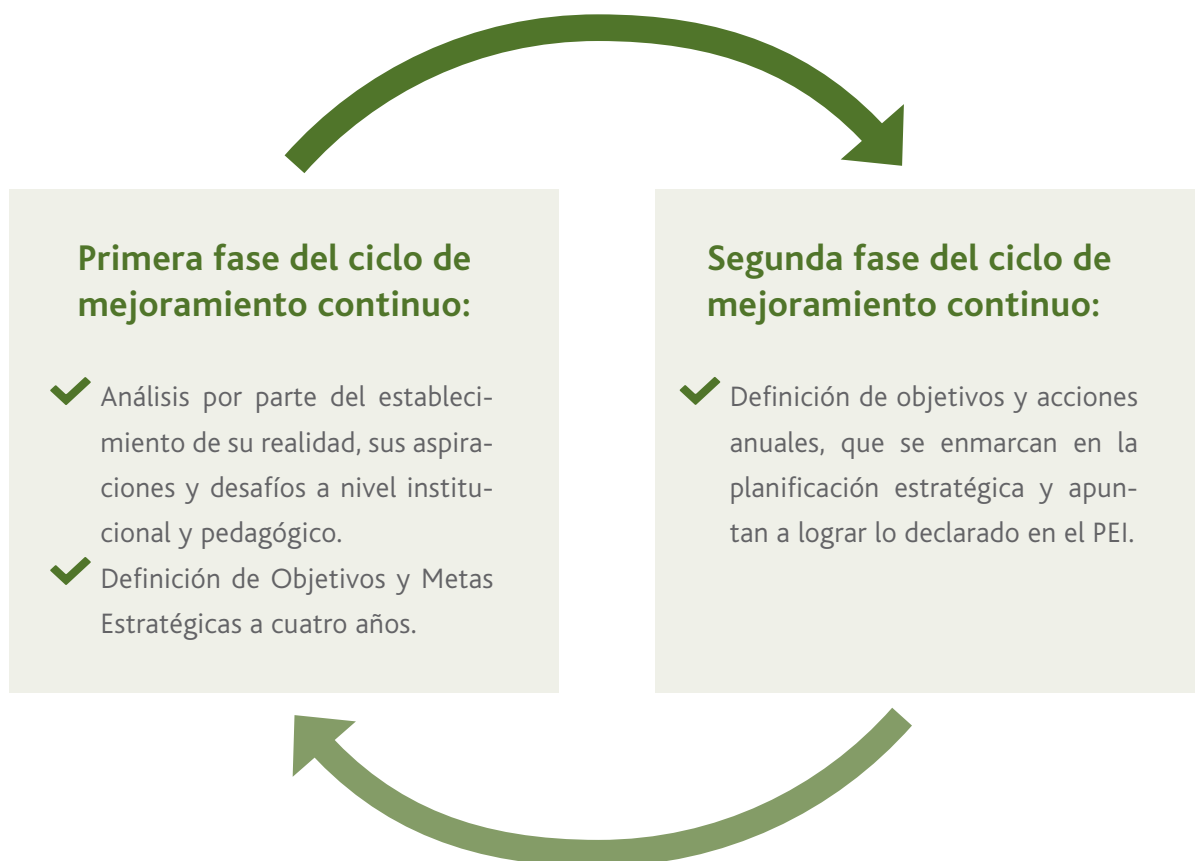 Primera fase del ciclo de
mejoramiento continuo:
Análisis por parte del estableci-
miento de su realidad, sus aspira-
ciones y desafíos a nivel institu-
cional y pedagógico.
Definición de Objetivos y Metas
Estratégicas a cuatro años.
Segunda fase del ciclo de
mejoramiento continuo:
Definición de objetivos y acciones
anuales, que se enmarcan en la
planificación estratégica y apun-
tan a lograr lo declarado en el PEI.